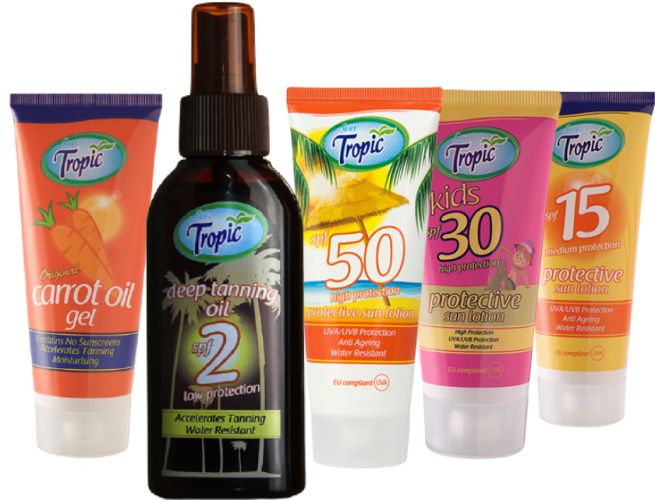 Tropic
Original
carrot oil
gel
Contains No Sunscreens
Accelerates Tanning
Moisturising
Tropic
deep tanning
oil
spf
2
low protection
Accelerates Tanning
Water Resistant
Tropic
spf
50
high protection
protective sun lotion
UVA/UVB Protection
Anti Ageing
Water Resistant
EU compliant UVA
Tropic
kids
spf
30
high protection
protective
sun lotion
High Protection
UVA/UVB Protection
Water Resistant
EU compliant UVA
Tropic
spf
15
medium protection
protective
sun lotion
UVA/UVB Protection
Anti Ageing
Water Resistant
EU compliant UVA